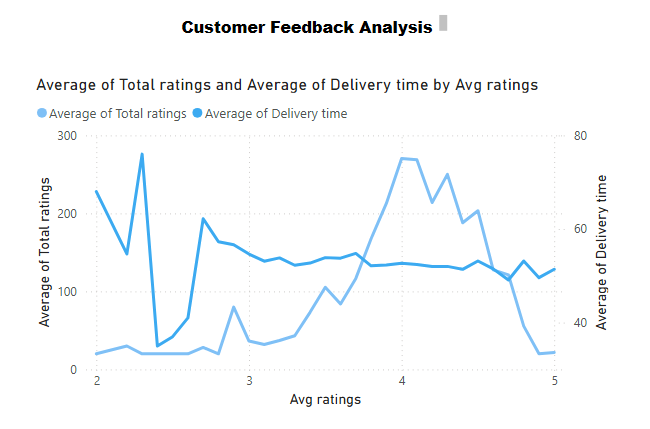 Customer Feedback Analysis
Average of Total ratings and Average of Delivery time by Avg ratings
Average of Total ratings Average of Delivery time
300
200
100
0
Average of Total ratings
80
60
40
Average of Delivery time
2 3 4 5
Avg ratings